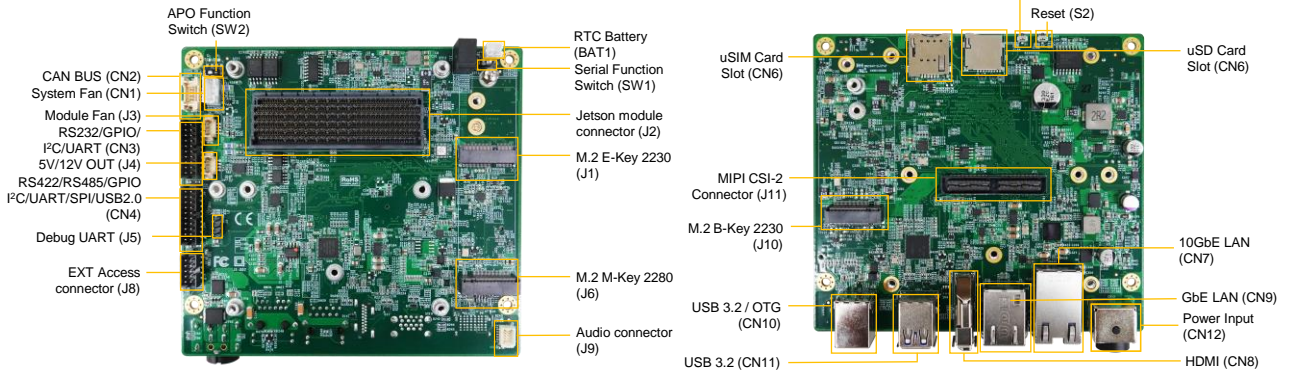 APO Function
Switch (SW2)
CAN BUS (CN2)
System Fan (CN1)
Module Fan (J3)
RS232/GPIO/
I²C/UART (CN3)
5V/12V OUT (J4)
RS422/RS485/GPIO
I²C/UART/SPI/USB2.0
(CN4)
Debug UART (J5)
EXT Access
connector (J8)
RTC Battery
(BAT1)
Serial Function
Switch (SW1)
Jetson module
connector (J2)
M.2 E-Key 2230
(J1)
M.2 M-Key 2280
(J6)
Audio connector
(J9)
RoHS
CE
FC
Reset (S2)
uSIM Card
Slot (CN6)
uSD Card
Slot (CN6)
MIPI CSI-2
Connector (J11)
M.2 B-Key 2230
(J10)
USB 3.2 / OTG
(CN10)
USB 3.2 (CN11)
10GbE LAN
(CN7)
GbE LAN (CN9)
Power Input
(CN12)
HDMI (CN8)
2R2